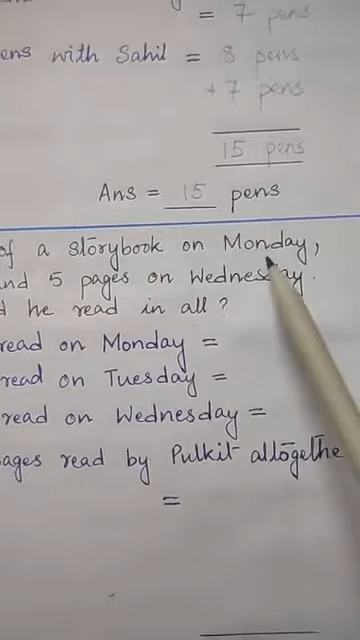 = 7 pens
ens with Sahil = 8 pens
+ 7 pens
15 pens
Ans = 15 pens
of a storybook on Monday,
nd 5 pages on Wednesday.
he read in all ?
read on Monday =
read on Tuesday =
read on Wednesday =
ages read by Pulkit altogethe
=